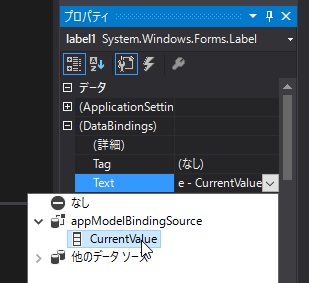 プロパティ
label1 System.Windows.Forms.Label
データ
(ApplicationSettin
(DataBindings)
(詳細)
Tag (なし)
Text e - CurrentValue
なし
appModelBindingSource
CurrentValue
他のデータ ソース